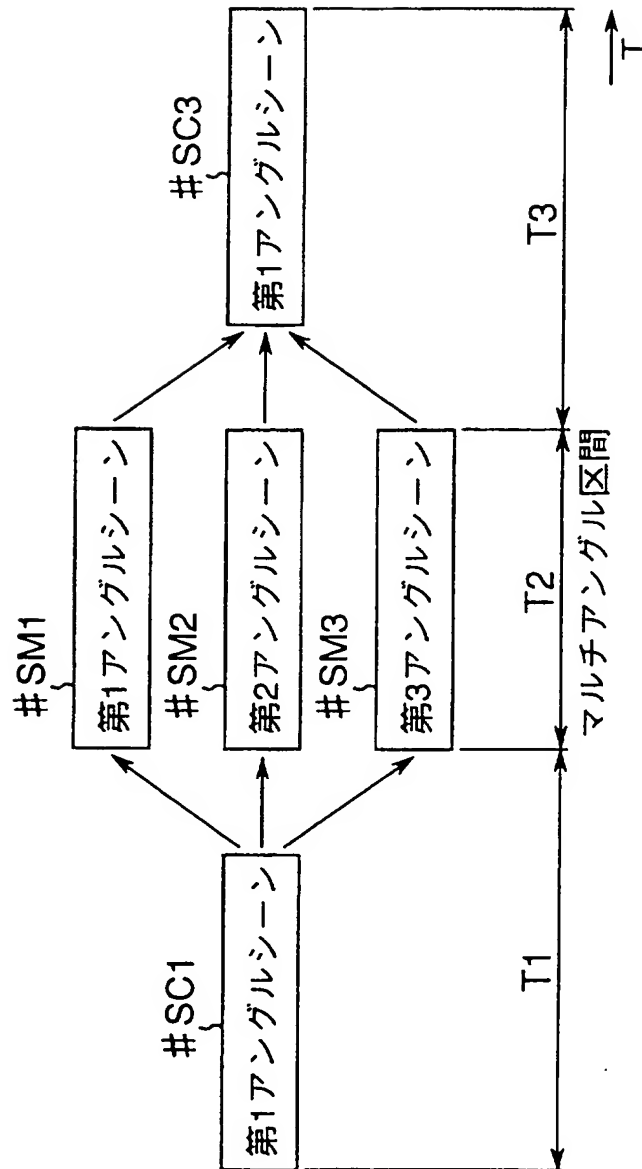 #SC1
第1アングルシーン
#SM1
第1アングルシーン
#SM2
第2アングルシーン
#SM3
第3アングルシーン
#SC3
第1アングルシーン
T1
T2
T3
マルチアングル区間
T